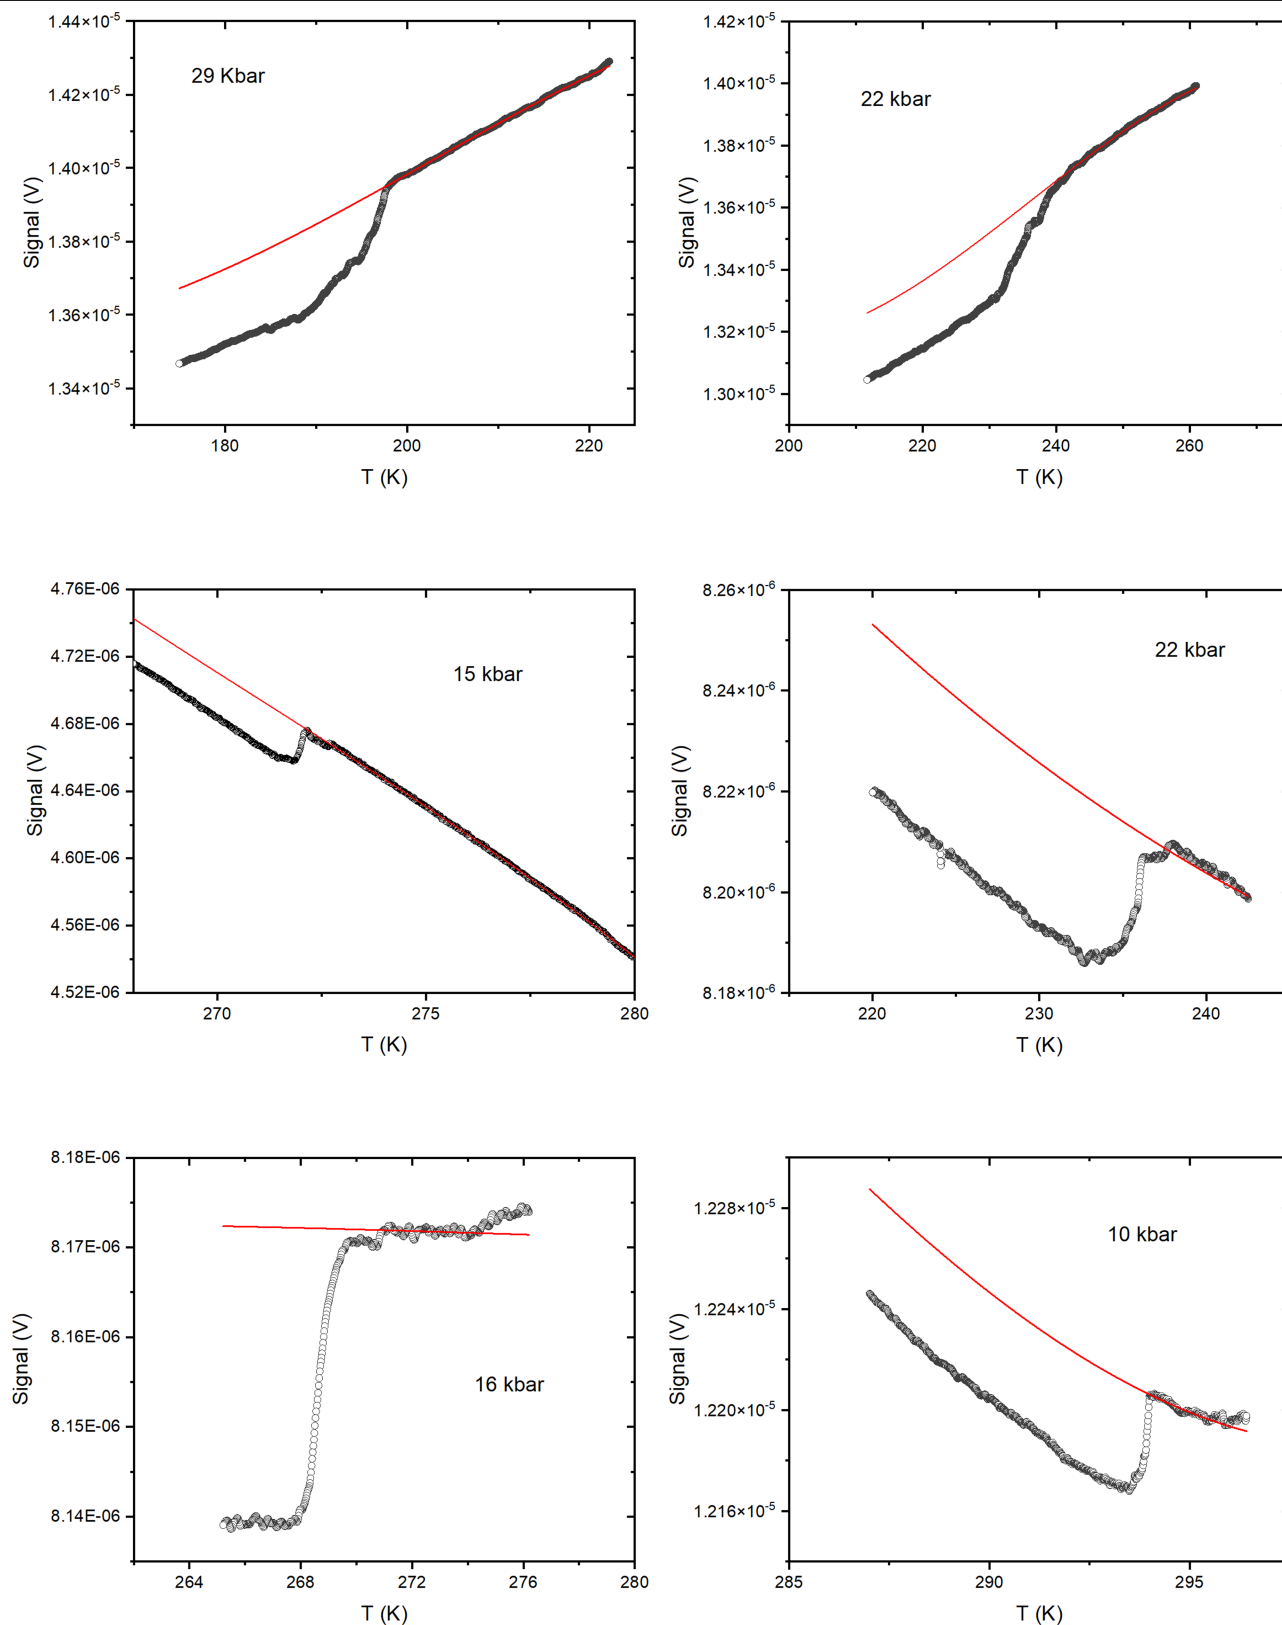 1.44×10⁻⁵
1.42×10⁻⁵
1.40×10⁻⁵
1.38×10⁻⁵
1.36×10⁻⁵
1.34×10⁻⁵
Signal (V)
29 Kbar
180
200
220
T (K)
1.42×10⁻⁵
1.40×10⁻⁵
1.38×10⁻⁵
1.36×10⁻⁵
1.34×10⁻⁵
1.32×10⁻⁵
1.30×10⁻⁵
Signal (V)
22 kbar
200
220
240
260
T (K)
4.76E-06
4.72E-06
4.68E-06
4.64E-06
4.60E-06
4.56E-06
4.52E-06
Signal (V)
15 kbar
270
275
280
T (K)
8.26×10⁻⁶
8.24×10⁻⁶
8.22×10⁻⁶
8.20×10⁻⁶
8.18×10⁻⁶
Signal (V)
22 kbar
220
230
240
T (K)
8.18E-06
8.17E-06
8.16E-06
8.15E-06
8.14E-06
Signal (V)
16 kbar
264
268
272
276
280
T (K)
1.228×10⁻⁵
1.224×10⁻⁵
1.220×10⁻⁵
1.216×10⁻⁵
Signal (V)
10 kbar
285
290
295
T (K)